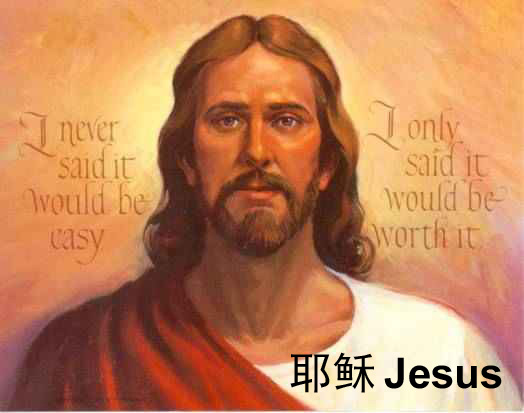 I never
said it
would be
easy
I only
said it
would be
worth it.
耶稣 Jesus